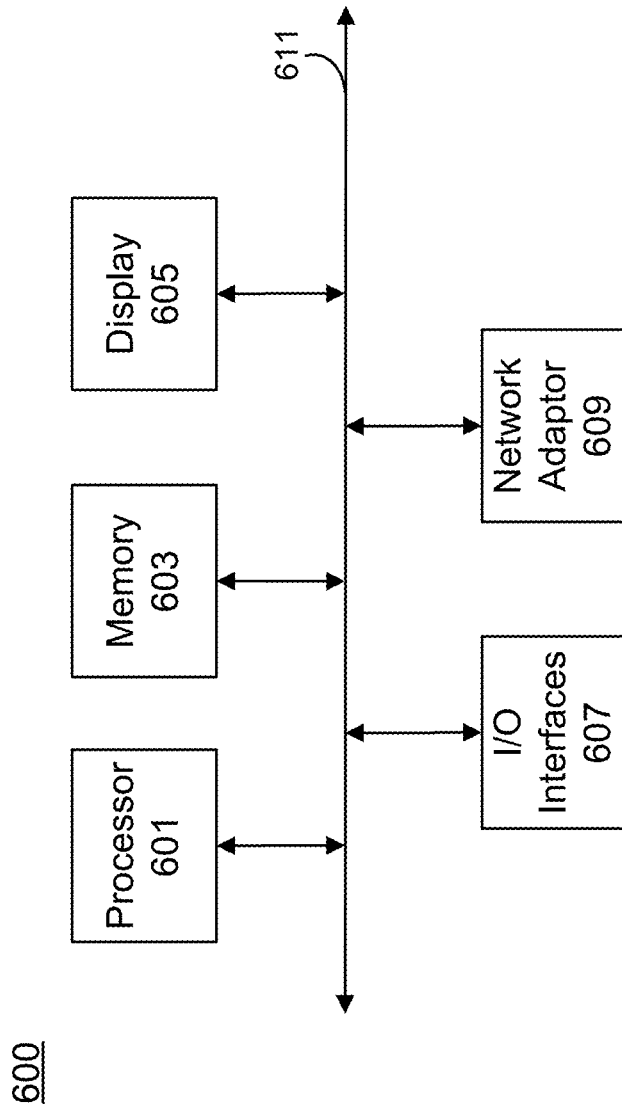 600
Processor
601
Memory
603
Display
605
611
I/O
Interfaces
607
Network
Adaptor
609